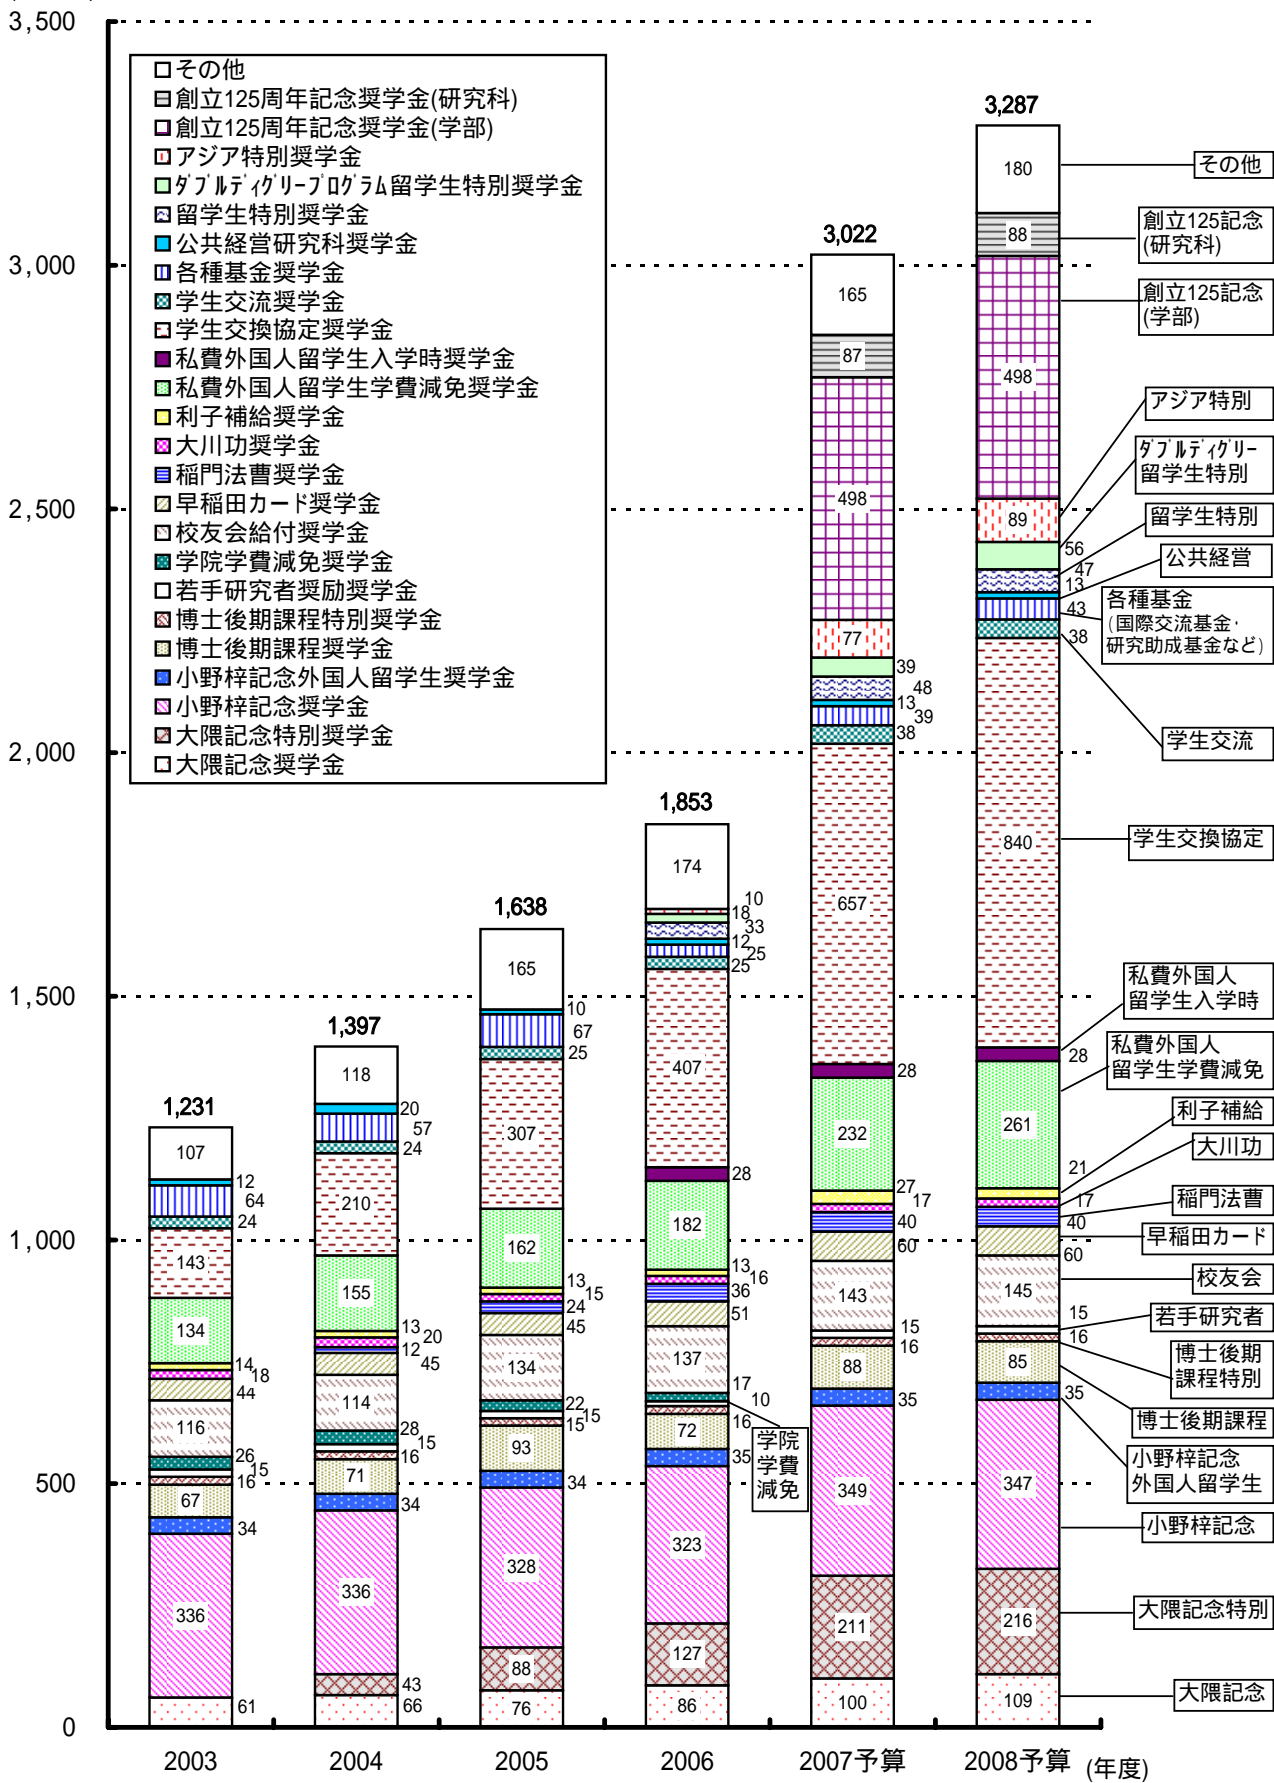 3,500
3,000
2,500
2,000
1,500
1,000
500
0
その他
創立125周年記念奨学金(研究科)
創立125周年記念奨学金(学部)
アジア特別奨学金
ﾀﾞﾌﾞﾙﾃﾞｨｸﾞﾘｰﾌﾟﾛｸﾞﾗﾑ留学生特別奨学金
留学生特別奨学金
公共経営研究科奨学金
各種基金奨学金
学生交流奨学金
学生交換協定奨学金
私費外国人留学生入学時奨学金
私費外国人留学生学費減免奨学金
利子補給奨学金
大川功奨学金
稲門法曹奨学金
早稲田カード奨学金
校友会給付奨学金
学院学費減免奨学金
若手研究者奨励奨学金
博士後期課程特別奨学金
博士後期課程奨学金
小野梓記念外国人留学生奨学金
小野梓記念奨学金
大隈記念特別奨学金
大隈記念奨学金
1,231
107
12
64
24
143
134
14
18
44
116
26
15
16
67
34
336
61
1,397
118
20
57
24
210
155
13
20
12
45
114
28
15
16
71
34
336
43
66
1,638
165
10
67
25
307
162
13
15
24
45
134
22
15
15
93
34
328
88
76
1,853
174
10
18
33
12
25
25
407
28
182
13
16
36
51
137
17
10
16
72
35
323
127
86
学院
学費
減免
3,022
165
87
498
77
39
48
13
39
38
657
28
232
27
17
40
60
143
15
16
88
35
349
211
100
3,287
180
88
498
89
56
47
13
43
38
840
28
261
21
17
40
60
145
15
16
85
35
347
216
109
その他
創立125記念
(研究科)
創立125記念
(学部)
アジア特別
ﾀﾞﾌﾞﾙﾃﾞｨｸﾞﾘｰ
留学生特別
留学生特別
公共経営
各種基金
(国際交流基金・
研究助成基金など)
学生交流
学生交換協定
私費外国人
留学生入学時
私費外国人
留学生学費減免
利子補給
大川功
稲門法曹
早稲田カード
校友会
若手研究者
博士後期
課程特別
博士後期課程
小野梓記念
外国人留学生
小野梓記念
大隈記念特別
大隈記念
2003
2004
2005
2006
2007予算
2008予算
(年度)